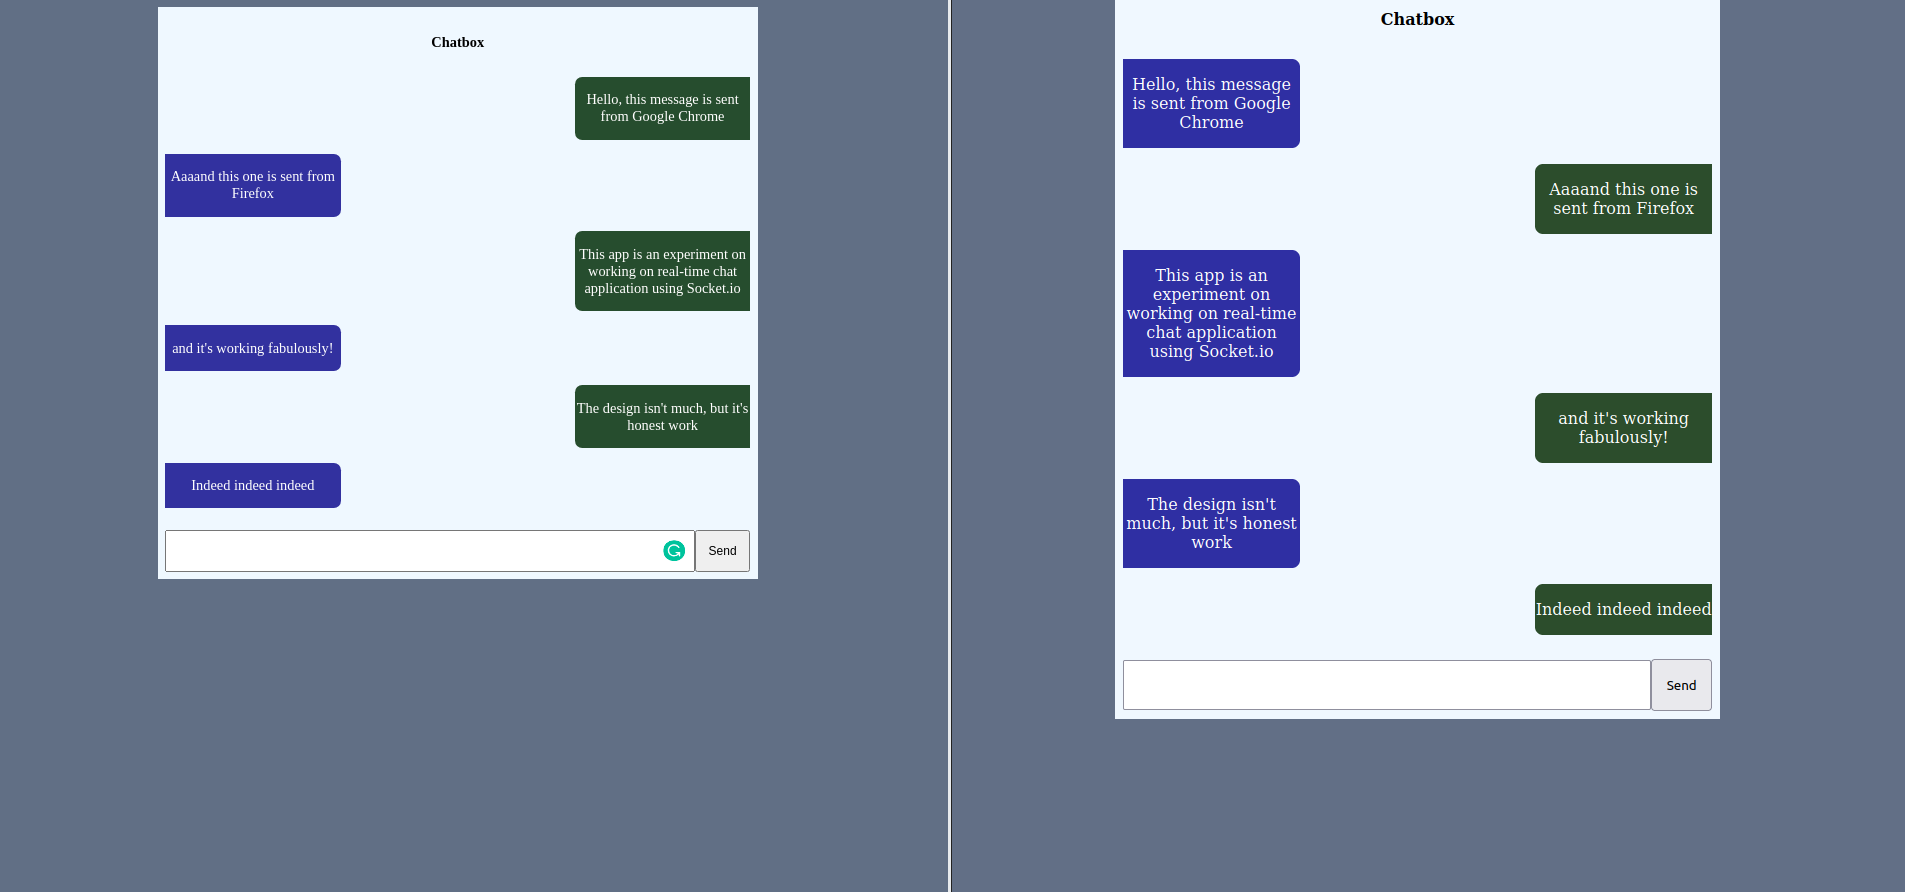 Chatbox
Hello, this message is sent
from Google Chrome
Aaaand this one is sent from
Firefox
This app is an experiment on
working on real-time chat
application using Socket.io
and it's working fabulously!
The design isn't much, but it's
honest work
Indeed indeed indeed
Send
Chatbox
Hello, this message
is sent from Google
Chrome
Aaaand this one is
sent from Firefox
This app is an
experiment on
working on real-time
chat application
using Socket.io
and it's working
fabulously!
The design isn't
much, but it's honest
work
Indeed indeed indeed
Send